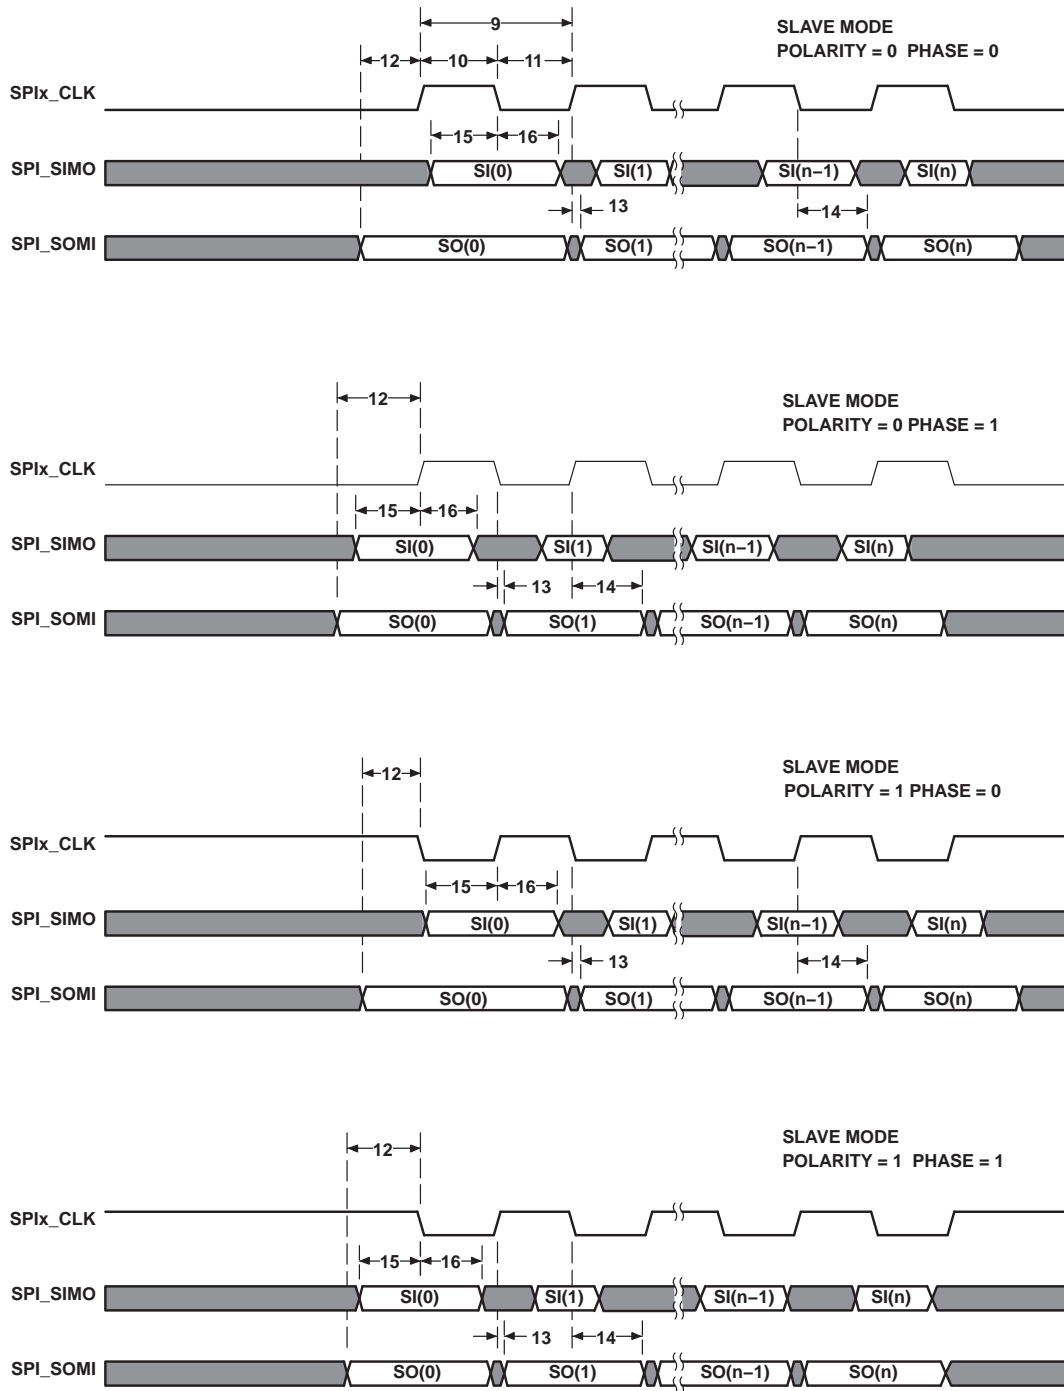 9
SLAVE MODE
POLARITY = 0 PHASE = 0
12 10 11
SPIx_CLK
15 16
SPI_SIMO SI(0) SI(1) SI(n−1) SI(n)
13 14
SPI_SOMI SO(0) SO(1) SO(n−1) SO(n)
12
SLAVE MODE
POLARITY = 0 PHASE = 1
SPIx_CLK
15 16
SPI_SIMO SI(0) SI(1) SI(n−1) SI(n)
13 14
SPI_SOMI SO(0) SO(1) SO(n−1) SO(n)
12
SLAVE MODE
POLARITY = 1 PHASE = 0
SPIx_CLK
15 16
SPI_SIMO SI(0) SI(1) SI(n−1) SI(n)
13 14
SPI_SOMI SO(0) SO(1) SO(n−1) SO(n)
12
SLAVE MODE
POLARITY = 1 PHASE = 1
SPIx_CLK
15 16
SPI_SIMO SI(0) SI(1) SI(n−1) SI(n)
13 14
SPI_SOMI SO(0) SO(1) SO(n−1) SO(n)